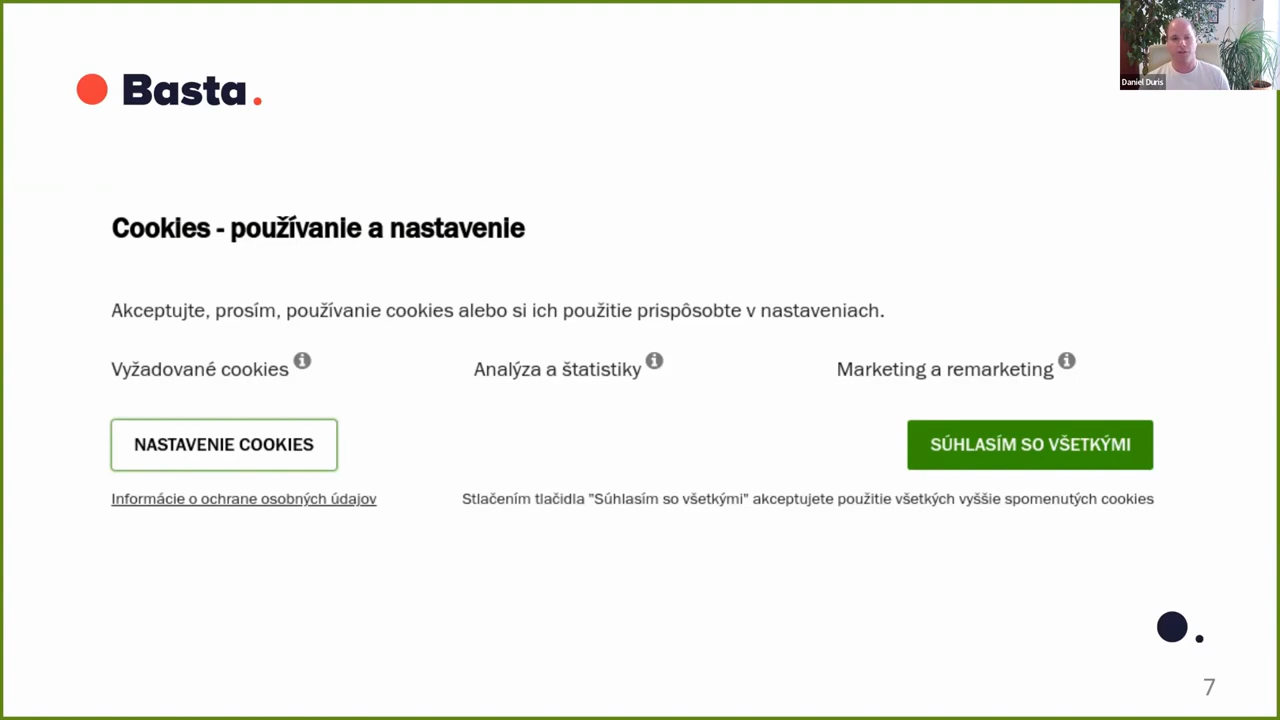 Basta.
Daniel Duris
Cookies - používanie a nastavenie
Akceptujte, prosím, používanie cookies alebo si ich použitie prispôsobte v nastaveniach.
Vyžadované cookies
Analýza a štatistiky
Marketing a remarketing
NASTAVENIE COOKIES
SÚHLASÍM SO VŠETKÝMI
Informácie o ochrane osobných údajov
Stlačením tlačidla "Súhlasím so všetkými" akceptujete použitie všetkých vyššie spomenutých cookies
7